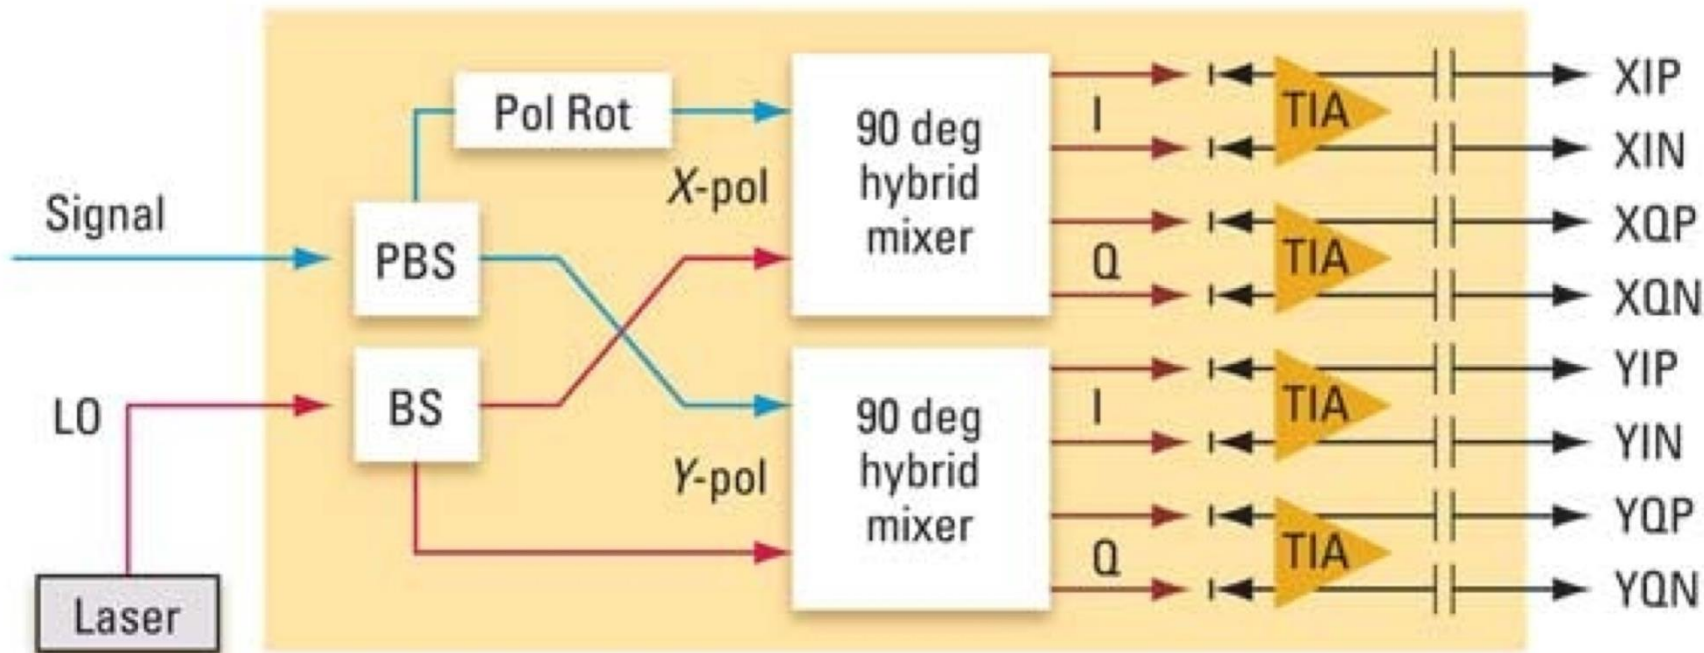 Signal
LO
Laser
PBS
BS
Pol Rot
X-pol
Y-pol
90 deg
hybrid
mixer
90 deg
hybrid
mixer
I
Q
I
Q
TIA
TIA
TIA
TIA
XIP
XIN
XQP
XQN
YIP
YIN
YQP
YQN